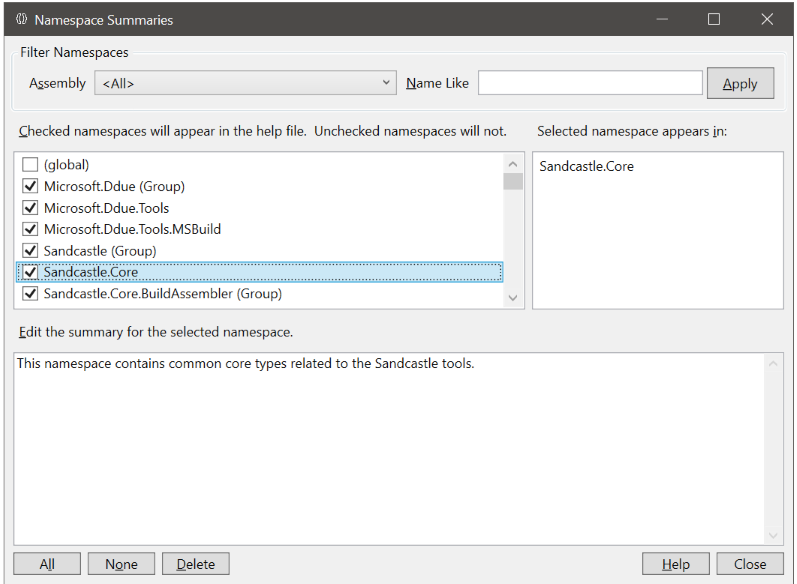 Namespace Summaries
Filter Namespaces
Assembly <All> Name Like Apply
Checked namespaces will appear in the help file. Unchecked namespaces will not. Selected namespace appears in:
(global) Sandcastle.Core
Microsoft.Ddue (Group)
Microsoft.Ddue.Tools
Microsoft.Ddue.Tools.MSBuild
Sandcastle (Group)
Sandcastle.Core
Sandcastle.Core.BuildAssembler (Group)
Edit the summary for the selected namespace.
This namespace contains common core types related to the Sandcastle tools.
All None Delete Help Close